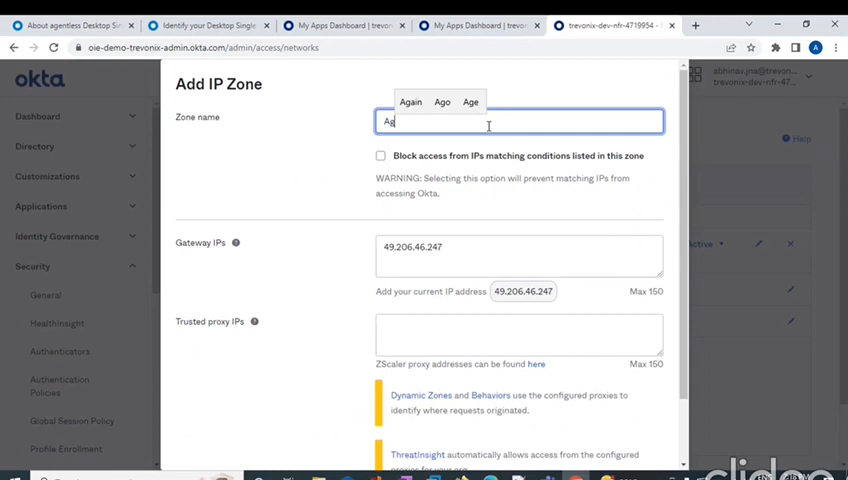 About agentless Desktop Sin
Identify your Desktop Single
My Apps Dashboard | trevon
My Apps Dashboard | trevon
trevonix-dev-nfr-4719954 -
oie-demo-trevonix-admin.okta.com/admin/access/networks
okta
abhinav.jna@trevon...
trevonix-dev-nfr-47...
Dashboard
Directory
Customizations
Applications
Identity Governance
Security
General
HealthInsight
Authenticators
Authentication
Policies
Global Session Policy
Profile Enrollment
Help
Active
Add IP Zone
Again Ago Age
Zone name
Ag
Block access from IPs matching conditions listed in this zone
WARNING: Selecting this option will prevent matching IPs from
accessing Okta.
Gateway IPs
49.206.46.247
Add your current IP address 49.206.46.247 Max 150
Trusted proxy IPs
ZScaler proxy addresses can be found here Max 150
Dynamic Zones and Behaviors use the configured proxies to
identify where requests originated.
ThreatInsight automatically allows access from the configured
proxies for your org.